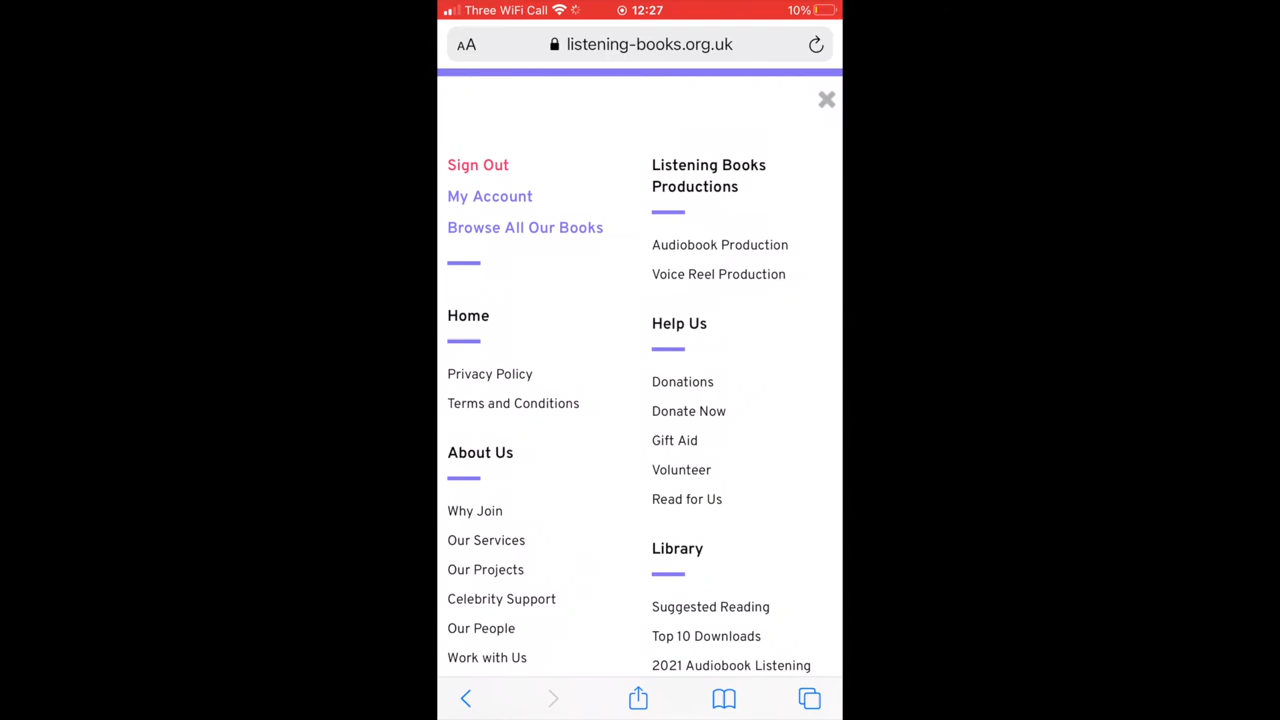 Three WiFi Call 12:27 10%
AA listening-books.org.uk
Sign Out
My Account
Browse All Our Books
Home
Privacy Policy
Terms and Conditions
About Us
Why Join
Our Services
Our Projects
Celebrity Support
Our People
Work with Us
Listening Books
Productions
Audiobook Production
Voice Reel Production
Help Us
Donations
Donate Now
Gift Aid
Volunteer
Read for Us
Library
Suggested Reading
Top 10 Downloads
2021 Audiobook Listening